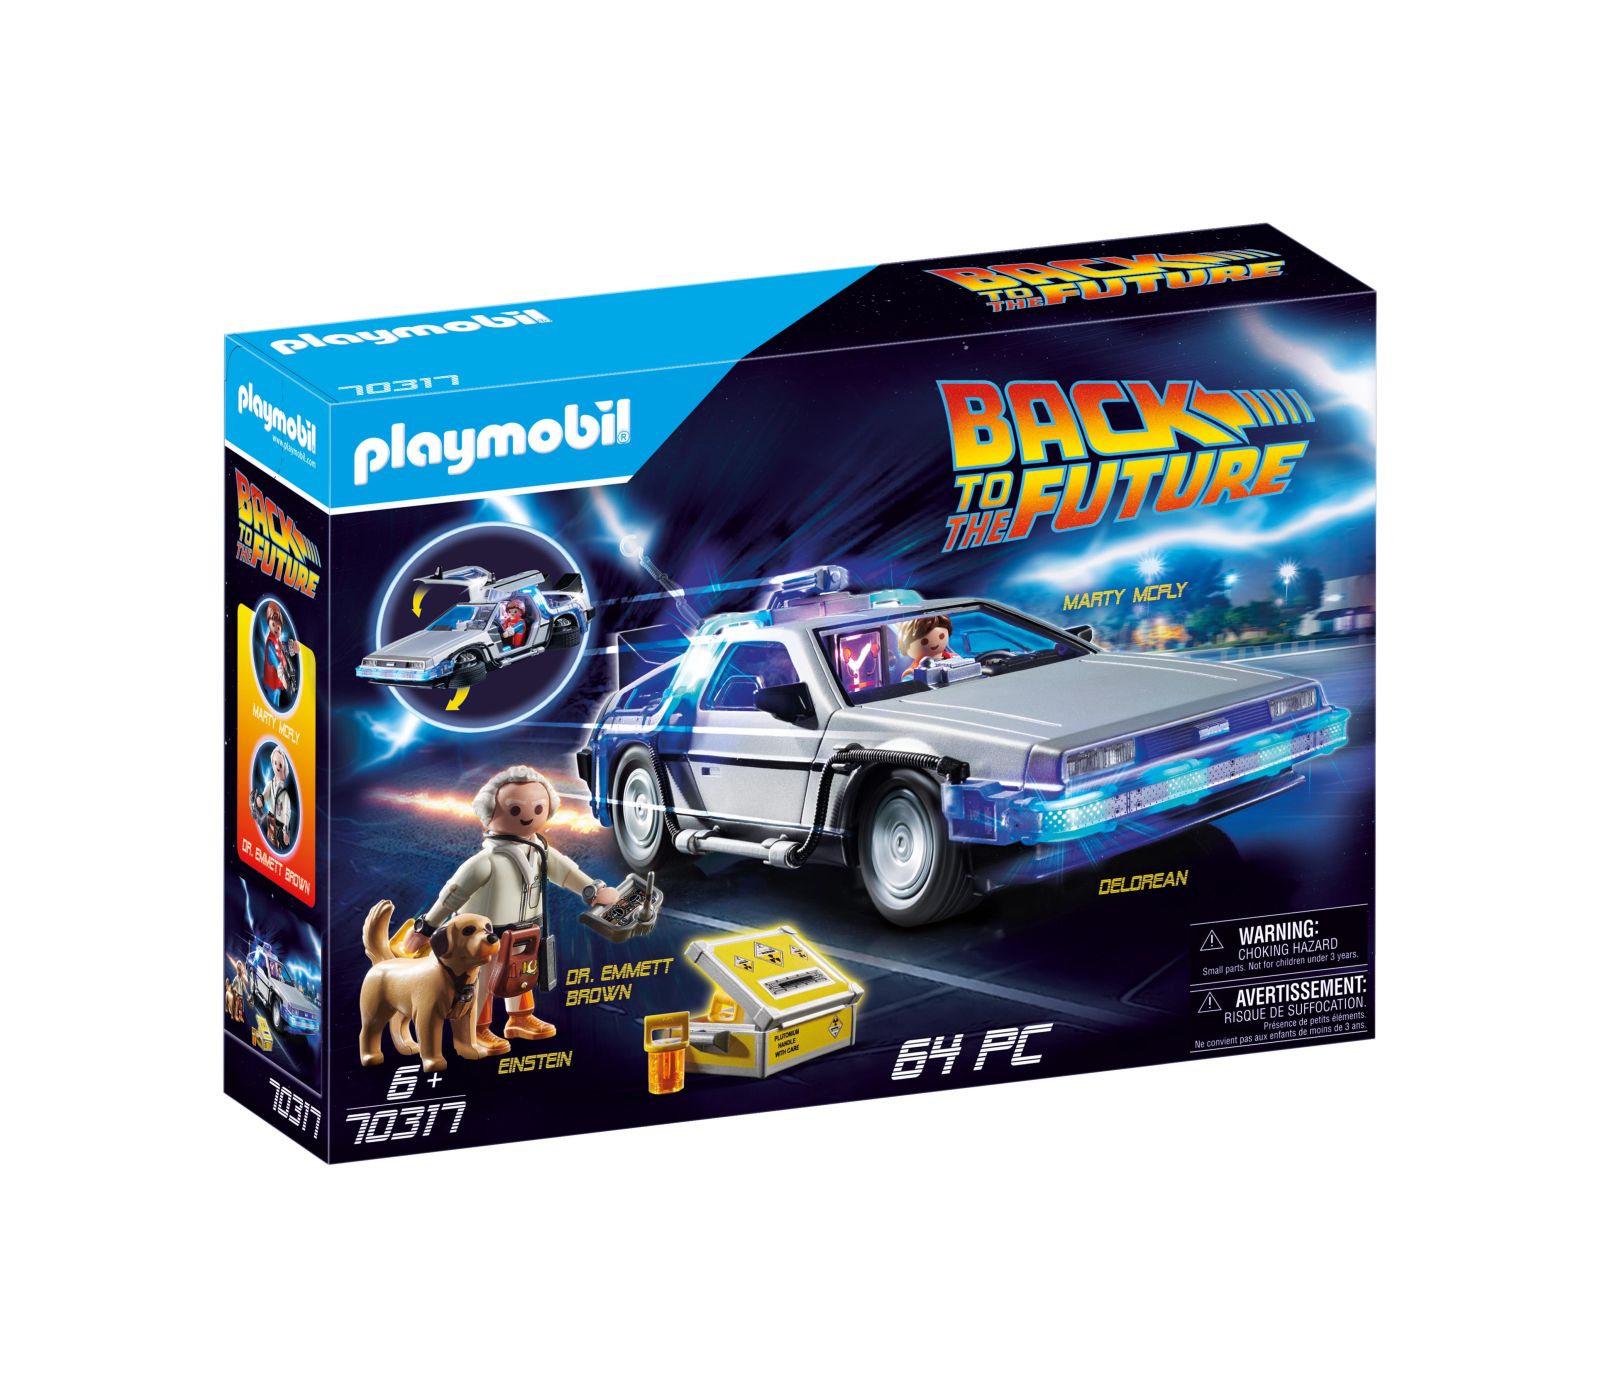 playmobil
BACK
TO THE FUTURE
70317
playmobil
www.playmobil.com
BACK
TO THE FUTURE
MARTY MCFLY
DR. EMMETT BROWN
70317
playmobil®
BACK
TO THE FUTURE
MARTY MCFLY
DELOREAN
DR. EMMETT
BROWN
EINSTEIN
PLUTONIUM
HANDLE
WITH CARE
64 PC
6+
70317
WARNING:
CHOKING HAZARD
Small parts. Not for children under 3 years.
AVERTISSEMENT:
RISQUE DE SUFFOCATION.
Présence de petits éléments.
Ne convient pas aux enfants de moins de 3 ans.